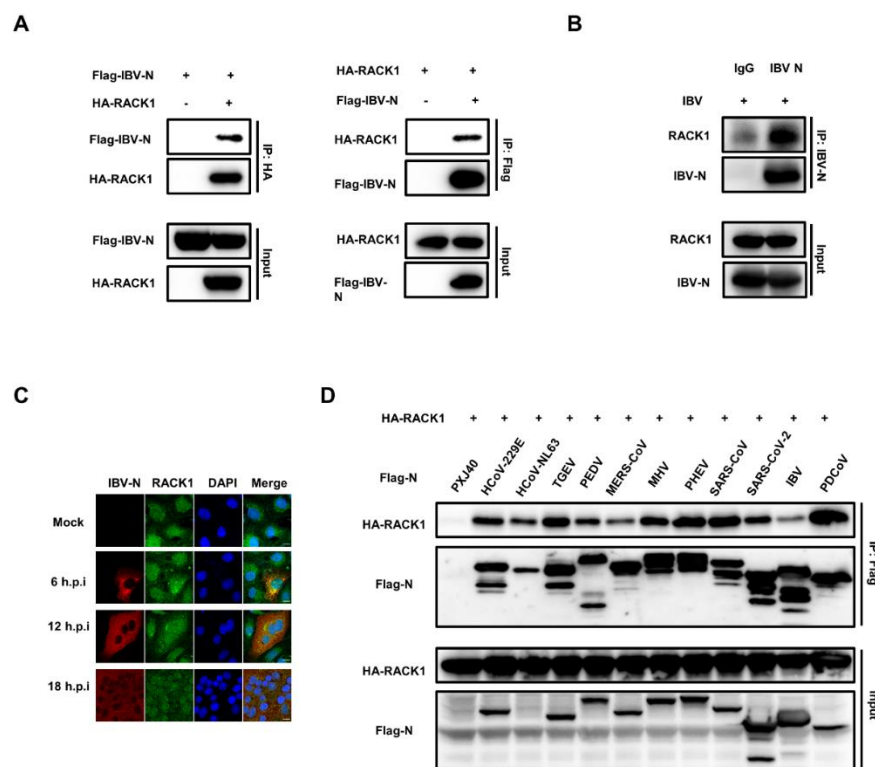 A
Flag-IBV-N + +
HA-RACK1 - +
Flag-IBV-N
HA-RACK1
IP: HA
Flag-IBV-N
HA-RACK1
Input
HA-RACK1 + +
Flag-IBV-N - +
HA-RACK1
Flag-IBV-N
IP: Flag
HA-RACK1
Flag-IBV-
N
Input
B
IgG IBV N
IBV + +
RACK1
IBV-N
IP: IBV-N
RACK1
IBV-N
Input
C
IBV-N RACK1 DAPI Merge
Mock
6 h.p.i
12 h.p.i
18 h.p.i
D
HA-RACK1 + + + + + + + + + + + +
Flag-N PXJ40 HCoV-229E HCoV-NL63 TGEV PEDV MERS-CoV MHV PHEV SARS-CoV SARS-CoV-2 IBV PDCoV
HA-RACK1
Flag-N
IP: Flag
HA-RACK1
Flag-N
Input